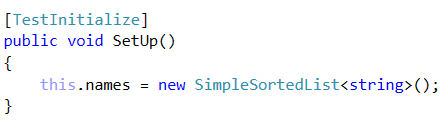 [TestInitialize]
public void SetUp()
{
    this.names = new SimpleSortedList<string>();
}